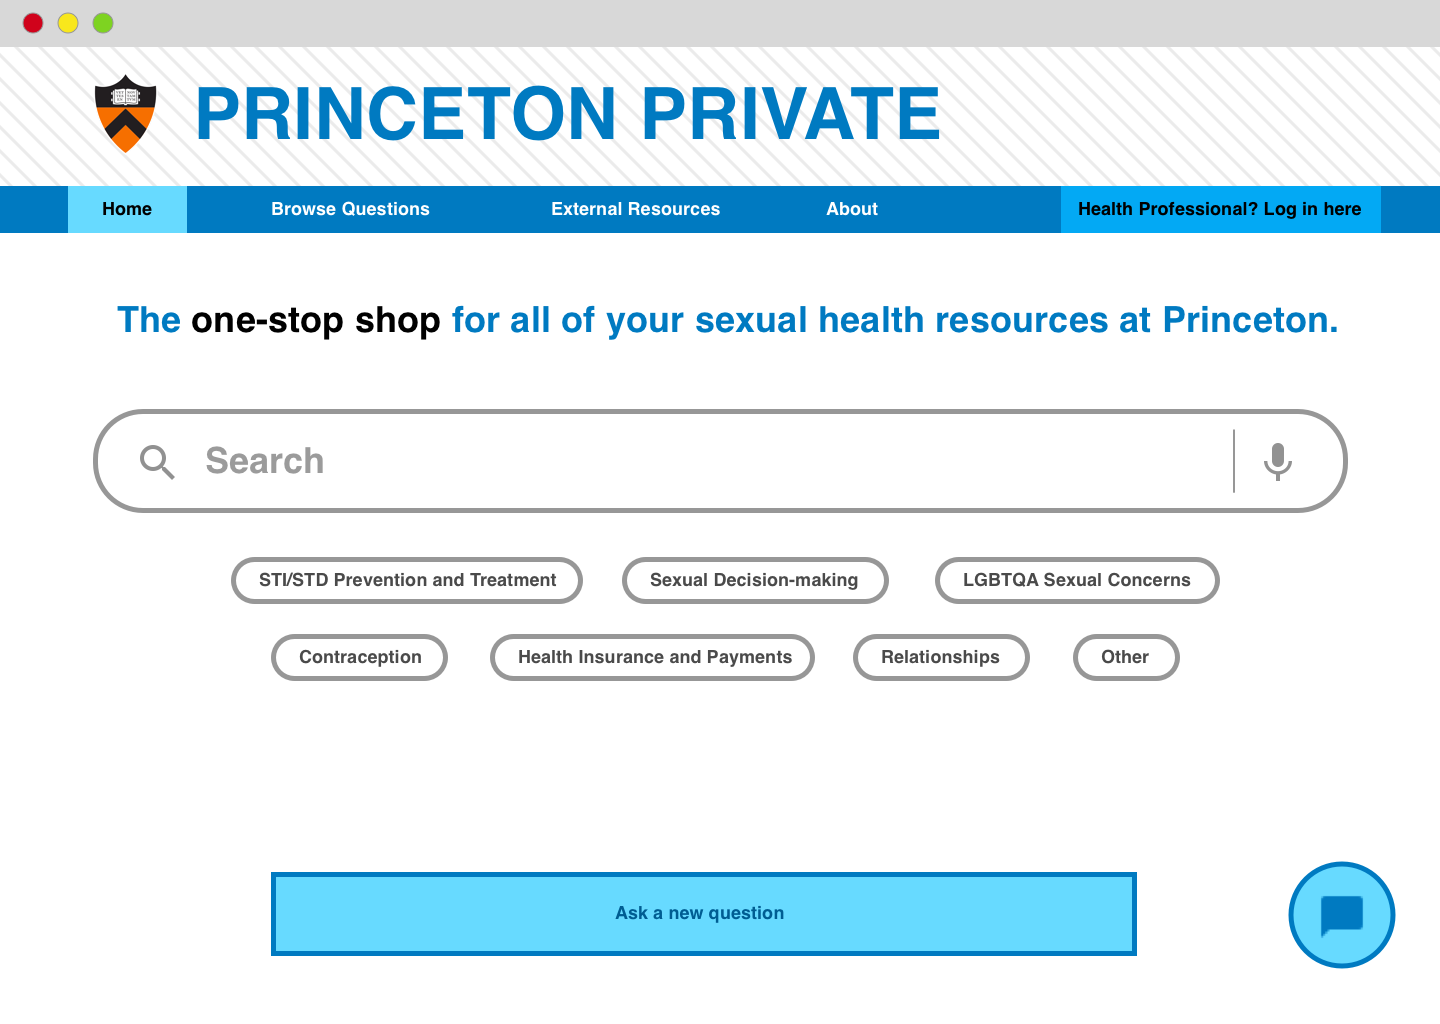 PRINCETON PRIVATE
Home Browse Questions External Resources About Health Professional? Log in here
The one-stop shop for all of your sexual health resources at Princeton.
Search
STI/STD Prevention and Treatment Sexual Decision-making LGBTQA Sexual Concerns
Contraception Health Insurance and Payments Relationships Other
Ask a new question